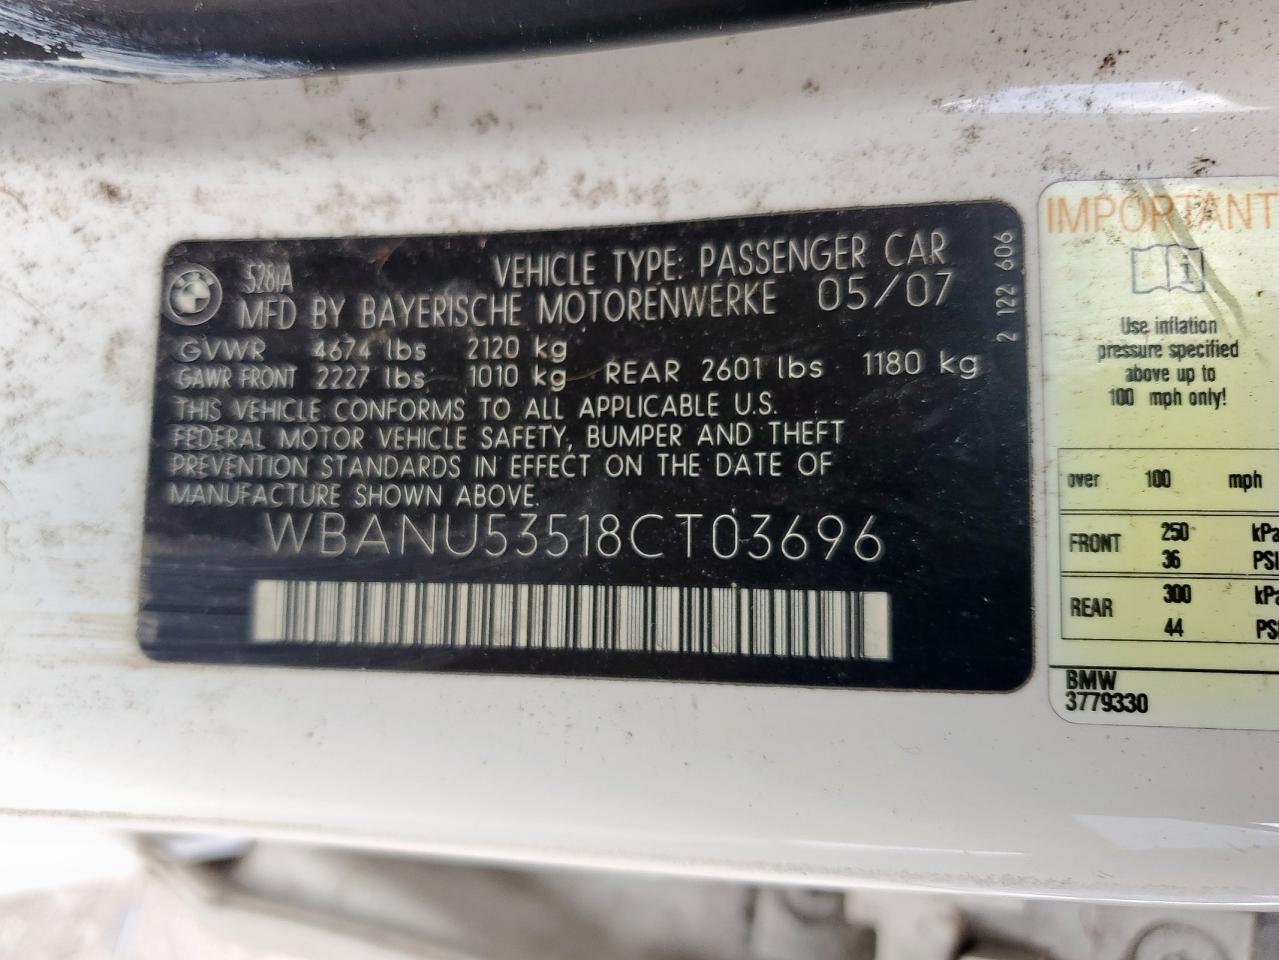 528iA
VEHICLE TYPE: PASSENGER CAR
MFD BY BAYERISCHE MOTORENWERKE 05/07
GVWR 4674 lbs 2120 kg
GAWR FRONT 2227 lbs 1010 kg REAR 2601 lbs 1180 kg
THIS VEHICLE CONFORMS TO ALL APPLICABLE U.S.
FEDERAL MOTOR VEHICLE SAFETY, BUMPER AND THEFT
PREVENTION STANDARDS IN EFFECT ON THE DATE OF
MANUFACTURE SHOWN ABOVE.
WBANU53518CT03696
2 122 606
IMPORTANT
Use inflation
pressure specified
above up to
100 mph only!
over 100 mph
FRONT 250 kPa
36 PSI
REAR 300 kPa
44 PSI
BMW
3779330